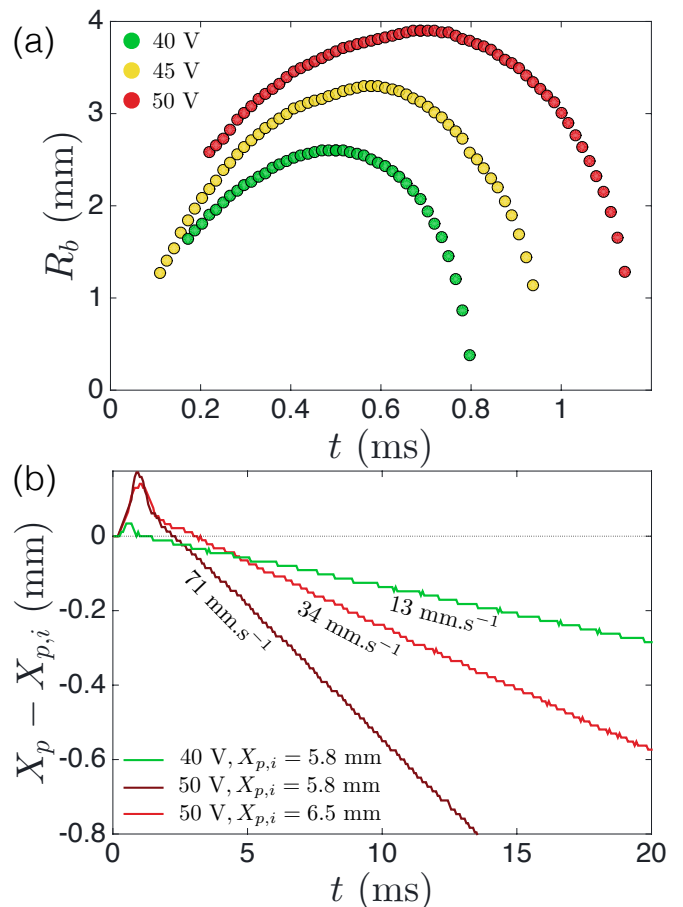 (a)
40 V
45 V
50 V
4
3
2
1
0
R_b (mm)
0 0.2 0.4 0.6 0.8 1
t (ms)
(b)
0
-0.2
-0.4
-0.6
-0.8
X_p − X_{p,i} (mm)
71 mm.s⁻¹
34 mm.s⁻¹
13 mm.s⁻¹
40 V, X_{p,i} = 5.8 mm
50 V, X_{p,i} = 5.8 mm
50 V, X_{p,i} = 6.5 mm
0 5 10 15 20
t (ms)